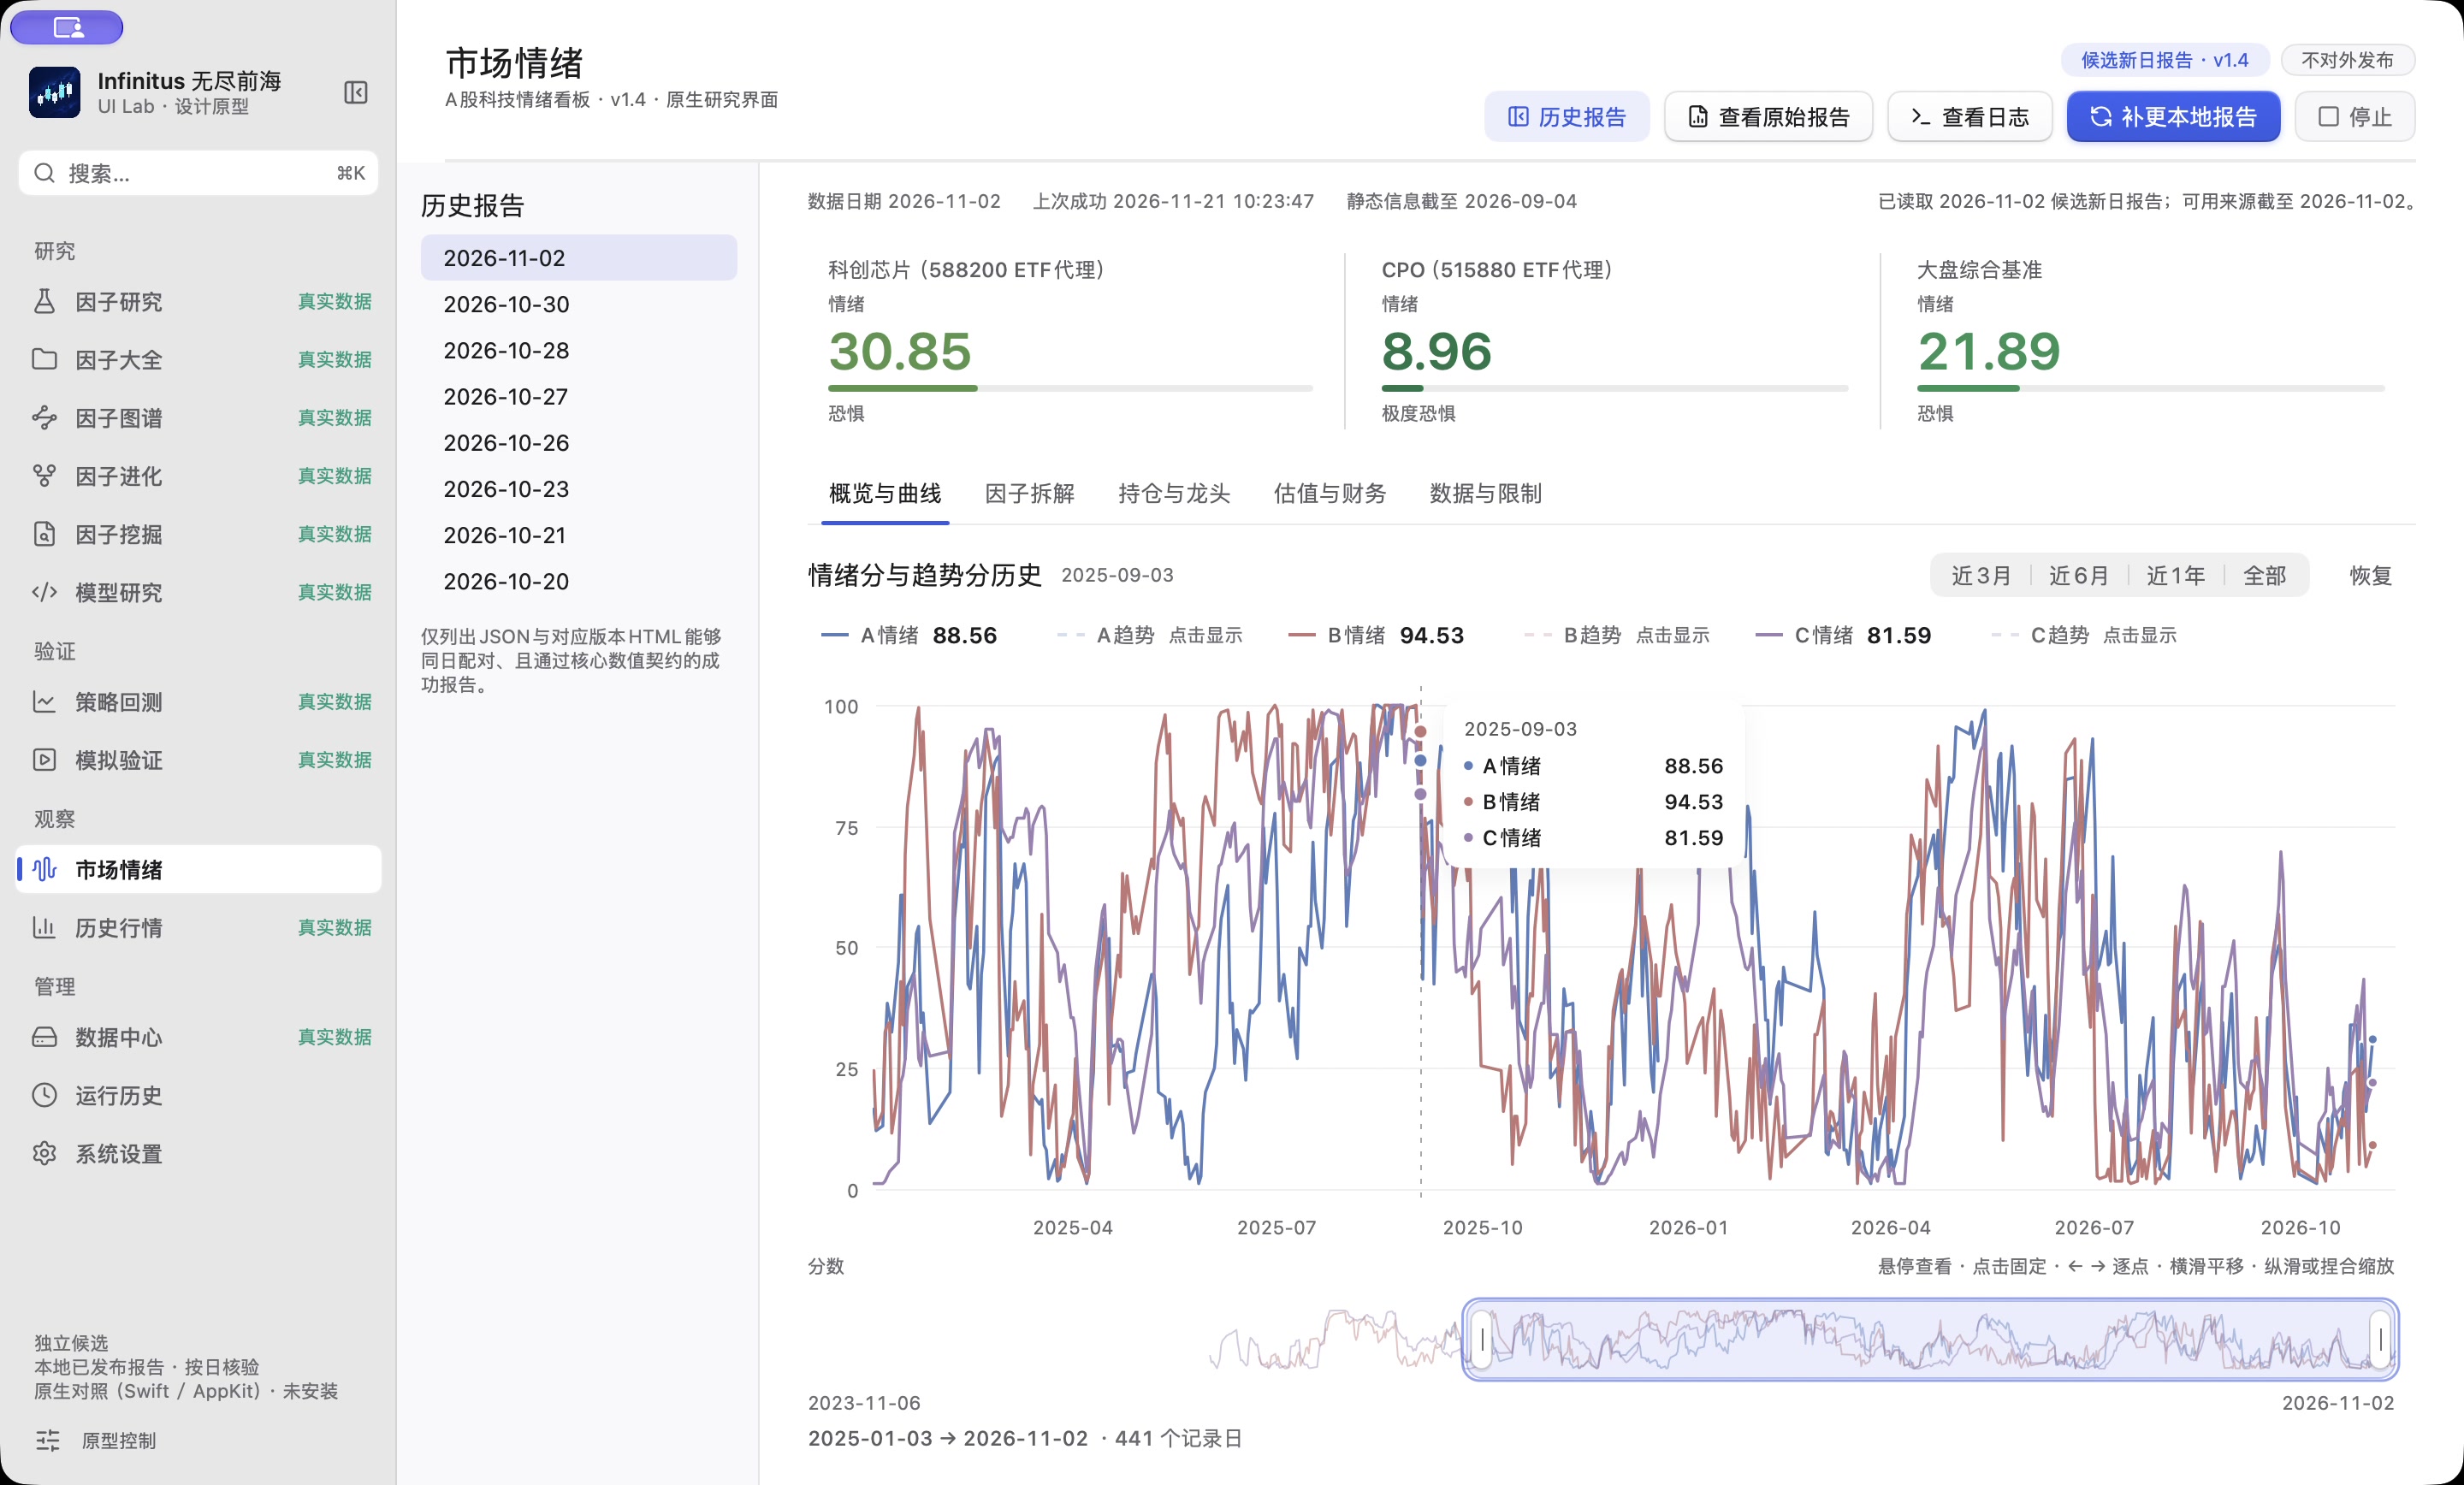 Infinitus 无尽前海
UI Lab · 设计原型
搜索...
⌘K
研究
因子研究 真实数据
因子大全 真实数据
因子图谱 真实数据
因子进化 真实数据
因子挖掘 真实数据
模型研究 真实数据
验证
策略回测 真实数据
模拟验证 真实数据
观察
市场情绪
历史行情 真实数据
管理
数据中心 真实数据
运行历史
系统设置
独立候选
本地已发布报告 · 按日核验
原生对照 (Swift / AppKit) · 未安装
原型控制
市场情绪
A股科技情绪看板 · v1.4 · 原生研究界面
候选新日报告 · v1.4 不对外发布
历史报告 查看原始报告 查看日志 补更本地报告 停止
历史报告
2026-11-02
2026-10-30
2026-10-28
2026-10-27
2026-10-26
2026-10-23
2026-10-21
2026-10-20
仅列出JSON与对应版本HTML能够
同日配对、且通过核心数值契约的成
功报告。
数据日期 2026-11-02 上次成功 2026-11-21 10:23:47 静态信息截至 2026-09-04 已读取 2026-11-02 候选新日报告；可用来源截至 2026-11-02。
科创芯片（588200 ETF代理）
情绪
30.85
恐惧
CPO（515880 ETF代理）
情绪
8.96
极度恐惧
大盘综合基准
情绪
21.89
恐惧
概览与曲线 因子拆解 持仓与龙头 估值与财务 数据与限制
情绪分与趋势分历史 2025-09-03
近3月 近6月 近1年 全部 恢复
A情绪 88.56 A趋势 点击显示 B情绪 94.53 B趋势 点击显示 C情绪 81.59 C趋势 点击显示
100
75
50
25
0
2025-09-03
A情绪 88.56
B情绪 94.53
C情绪 81.59
2025-04 2025-07 2025-10 2026-01 2026-04 2026-07 2026-10
分数
悬停查看 · 点击固定 · ← → 逐点 · 横滑平移 · 纵滑或捏合缩放
2023-11-06 2026-11-02
2025-01-03 → 2026-11-02 · 441 个记录日